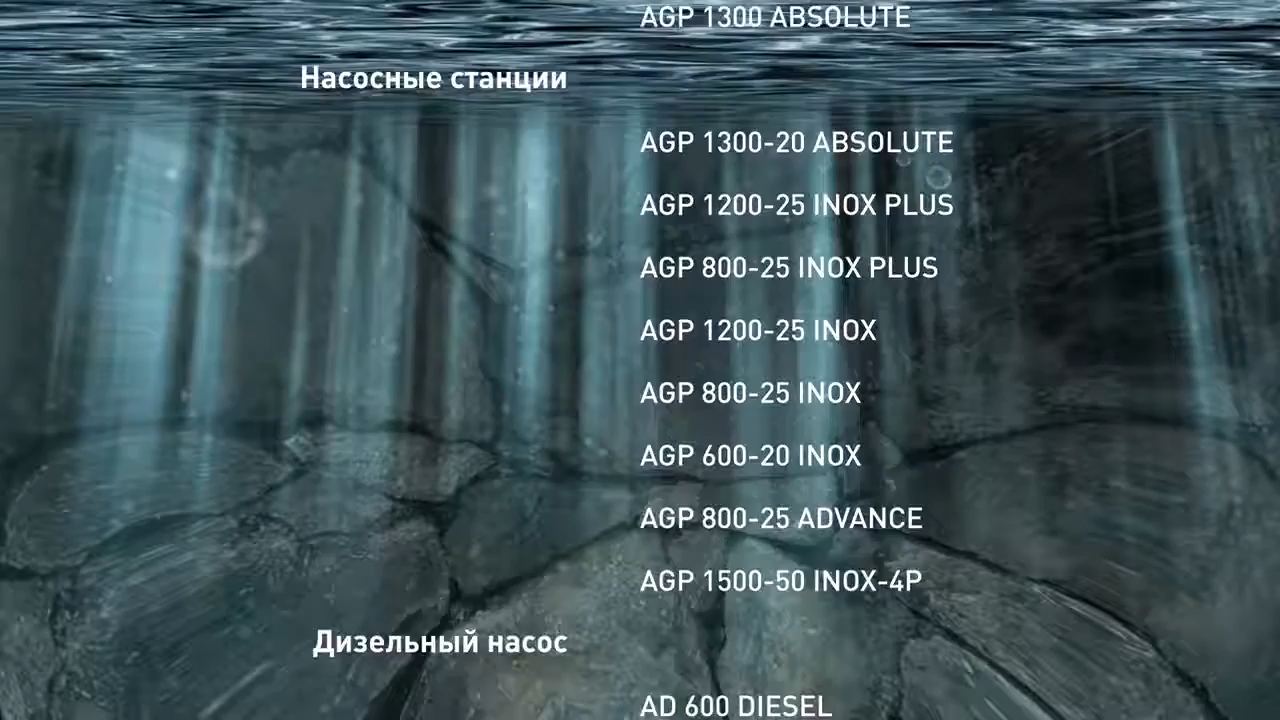 AGP 1300 ABSOLUTE
Насосные станции
AGP 1300-20 ABSOLUTE
AGP 1200-25 INOX PLUS
AGP 800-25 INOX PLUS
AGP 1200-25 INOX
AGP 800-25 INOX
AGP 600-20 INOX
AGP 800-25 ADVANCE
AGP 1500-50 INOX-4P
Дизельный насос
AD 600 DIESEL